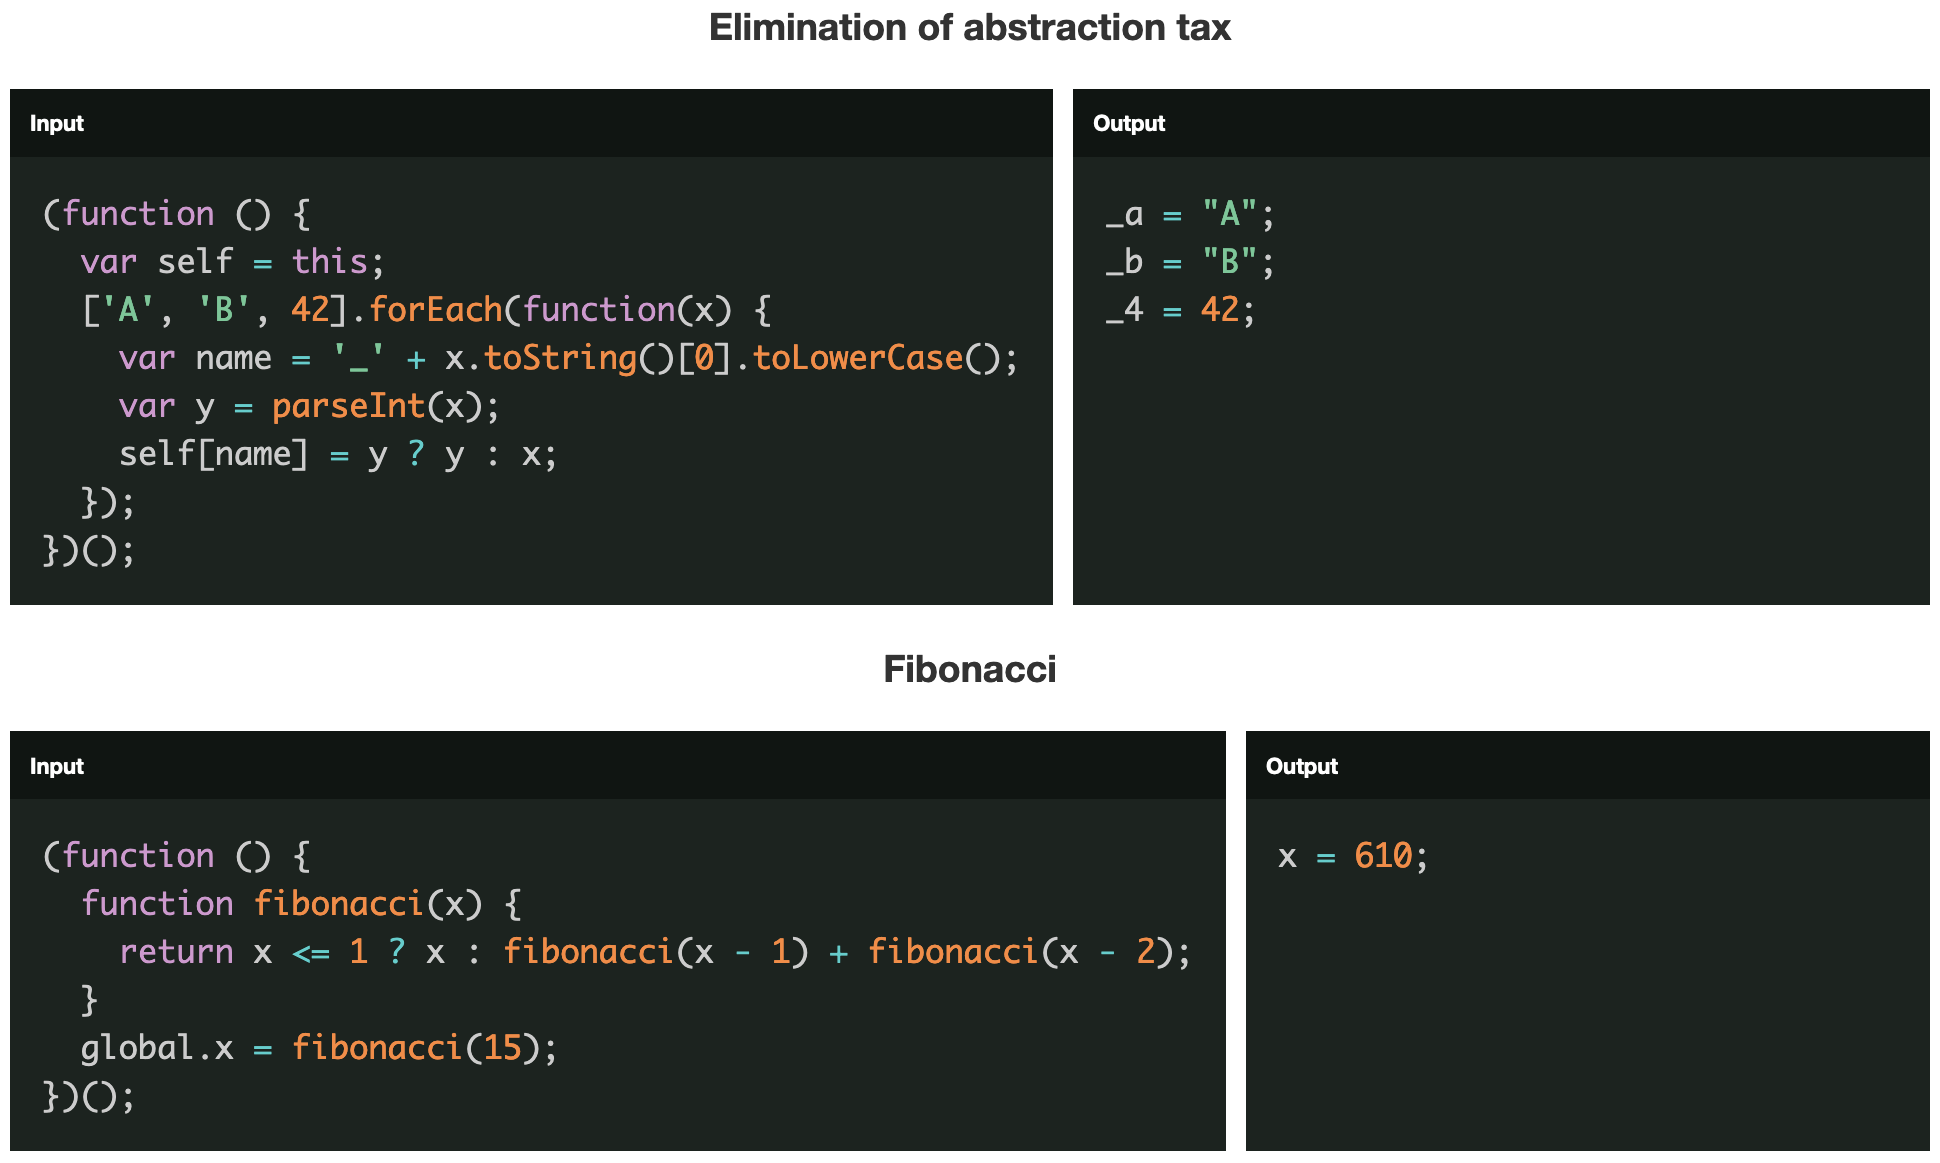 Elimination of abstraction tax
Input
(function () {
  var self = this;
  ['A', 'B', 42].forEach(function(x) {
    var name = '_' + x.toString()[0].toLowerCase();
    var y = parseInt(x);
    self[name] = y ? y : x;
  });
})();
Output
_a = "A";
_b = "B";
_4 = 42;
Fibonacci
Input
(function () {
  function fibonacci(x) {
    return x <= 1 ? x : fibonacci(x - 1) + fibonacci(x - 2);
  }
  global.x = fibonacci(15);
})();
Output
x = 610;